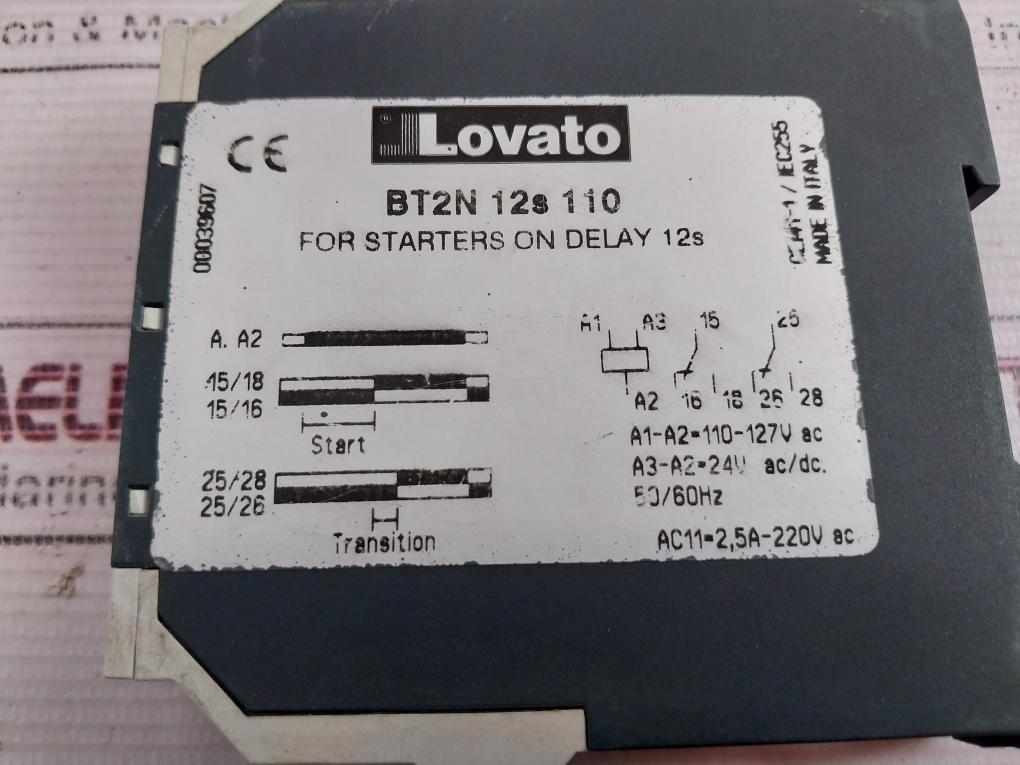 on &
Lovato
CE
BT2N 12s 110
FOR STARTERS ON DELAY 12s
00039607
/ IEC255
MADE IN ITALY
A. A2
15/18
15/16
Start
25/28
25/26
Transition
A1 A3 15 25
A2 16 18 26 28
A1-A2=110-127V ac
A3-A2=24V ac/dc.
50/60Hz
AC11=2,5A-220V ac